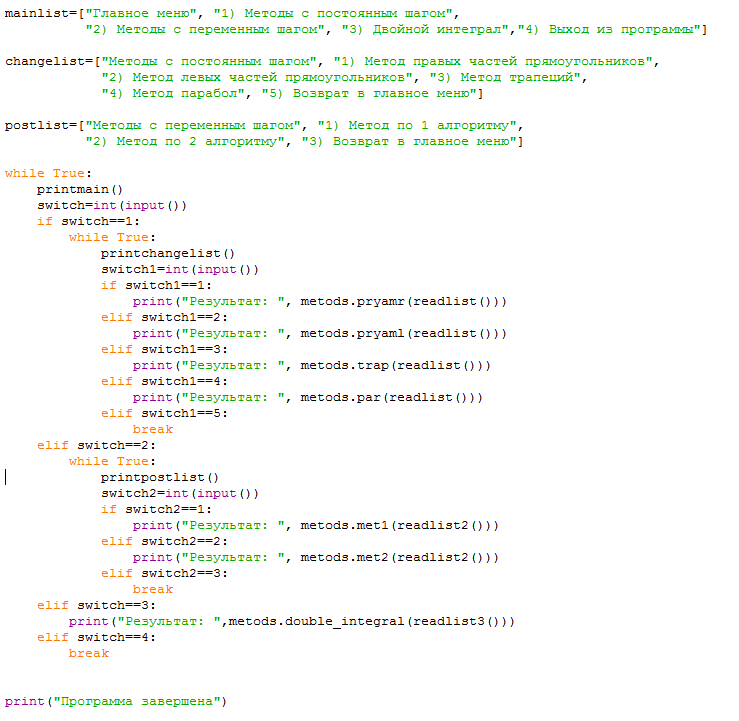 mainlist=["Главное меню", "1) Методы с постоянным шагом",
"2) Методы с переменным шагом", "3) Двойной интеграл","4) Выход из программы"]
changelist=["Методы с постоянным шагом", "1) Метод правых частей прямоугольников",
"2) Метод левых частей прямоугольников", "3) Метод трапеций",
"4) Метод парабол", "5) Возврат в главное меню"]
postlist=["Методы с переменным шагом", "1) Метод по 1 алгоритму",
"2) Метод по 2 алгоритму", "3) Возврат в главное меню"]
while True:
printmain()
switch=int(input())
if switch==1:
while True:
printchangelist()
switch1=int(input())
if switch1==1:
print("Результат: ", metods.pryamr(readlist()))
elif switch1==2:
print("Результат: ", metods.pryaml(readlist()))
elif switch1==3:
print("Результат: ", metods.trap(readlist()))
elif switch1==4:
print("Результат: ", metods.par(readlist()))
elif switch1==5:
break
elif switch==2:
while True:
printpostlist()
switch2=int(input())
if switch2==1:
print("Результат: ", metods.met1(readlist2()))
elif switch2==2:
print("Результат: ", metods.met2(readlist2()))
elif switch2==3:
break
elif switch==3:
print("Результат: ",metods.double_integral(readlist3()))
elif switch==4:
break
print("Программа завершена")